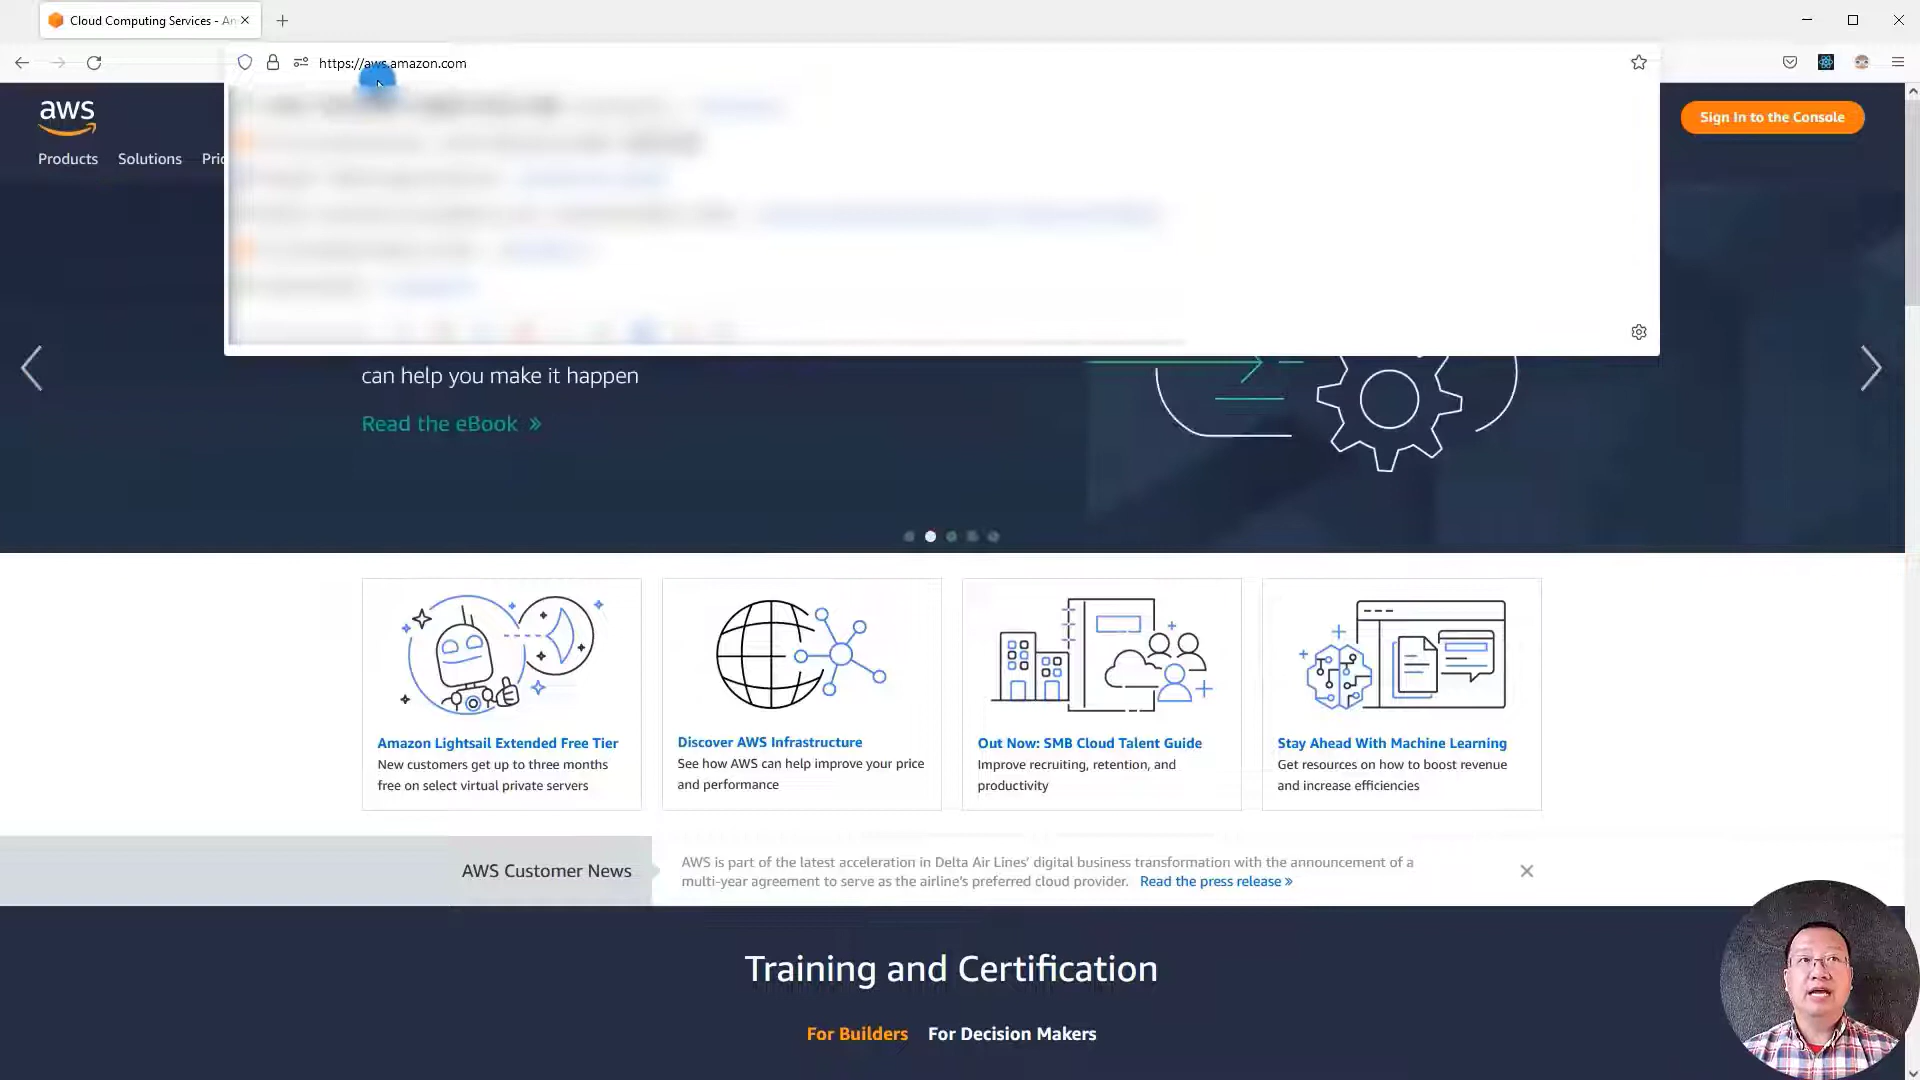 Cloud Computing Services - An
https://aws.amazon.com
aws
Sign In to the Console
Products Solutions Pric
can help you make it happen
Read the eBook »
Amazon Lightsail Extended Free Tier
New customers get up to three months
free on select virtual private servers
Discover AWS Infrastructure
See how AWS can help improve your price
and performance
Out Now: SMB Cloud Talent Guide
Improve recruiting, retention, and
productivity
Stay Ahead With Machine Learning
Get resources on how to boost revenue
and increase efficiencies
AWS Customer News
AWS is part of the latest acceleration in Delta Air Lines' digital business transformation with the announcement of a
multi-year agreement to serve as the airline's preferred cloud provider. Read the press release »
Training and Certification
For Builders For Decision Makers